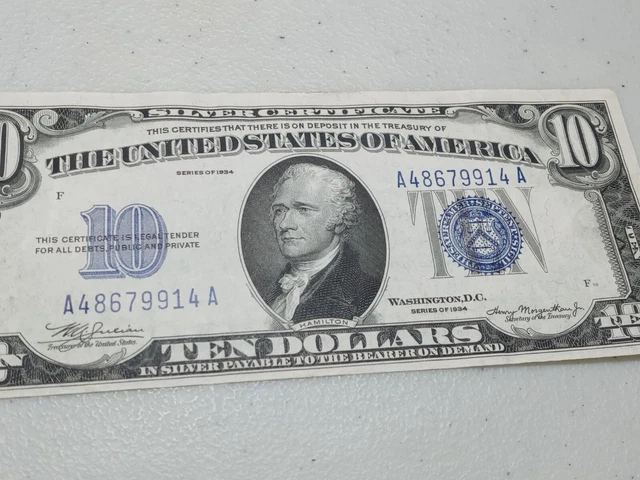 SILVER CERTIFICATE
10
THIS CERTIFIES THAT THERE IS ON DEPOSIT IN THE TREASURY OF
THE UNITED STATES OF AMERICA
SERIES OF 1934
A48679914A
F
10
TEN
THIS CERTIFICATE IS LEGAL TENDER
FOR ALL DEBTS, PUBLIC AND PRIVATE
A48679914A
WASHINGTON, D.C.
SERIES OF 1934
F
HAMILTON
Treasurer of the United States.
Henry Morgenthau Jr
Secretary of the Treasury.
TEN DOLLARS
IN SILVER PAYABLE TO THE BEARER ON DEMAND